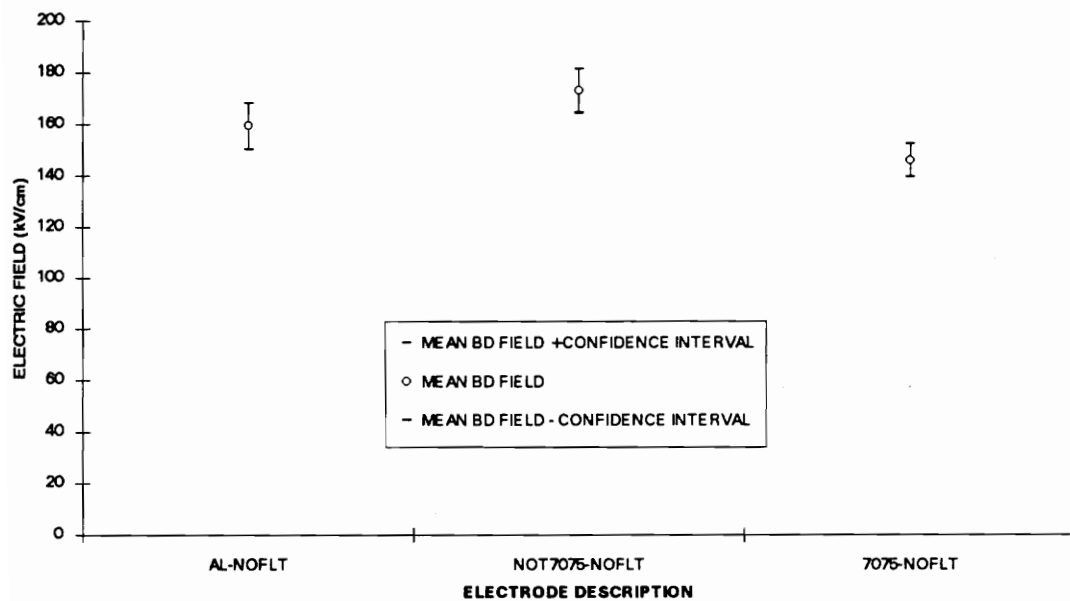 200
180
160
140
120
100
80
60
40
20
0
ELECTRIC FIELD (kV/cm)
MEAN BD FIELD +CONFIDENCE INTERVAL
MEAN BD FIELD
MEAN BD FIELD - CONFIDENCE INTERVAL
AL-NOFLT
NOT7075-NOFLT
7075-NOFLT
ELECTRODE DESCRIPTION